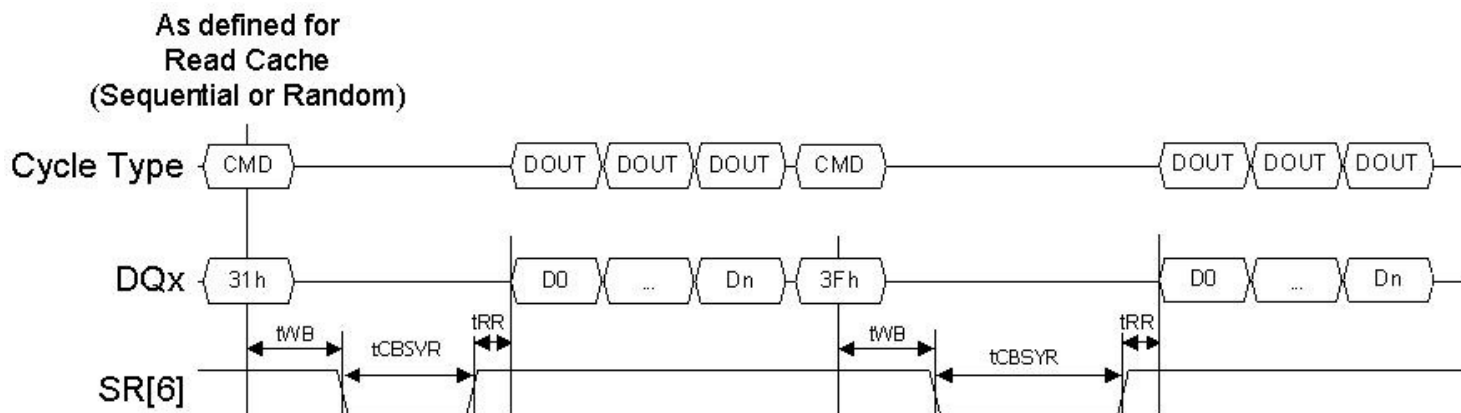 As defined for
Read Cache
(Sequential or Random)
Cycle Type CMD DOUT DOUT DOUT CMD DOUT DOUT DOUT
DQx 31h D0 ... Dn 3Fh D0 ... Dn
tWB tCBSYR tRR tWB tCBSYR tRR
SR[6]